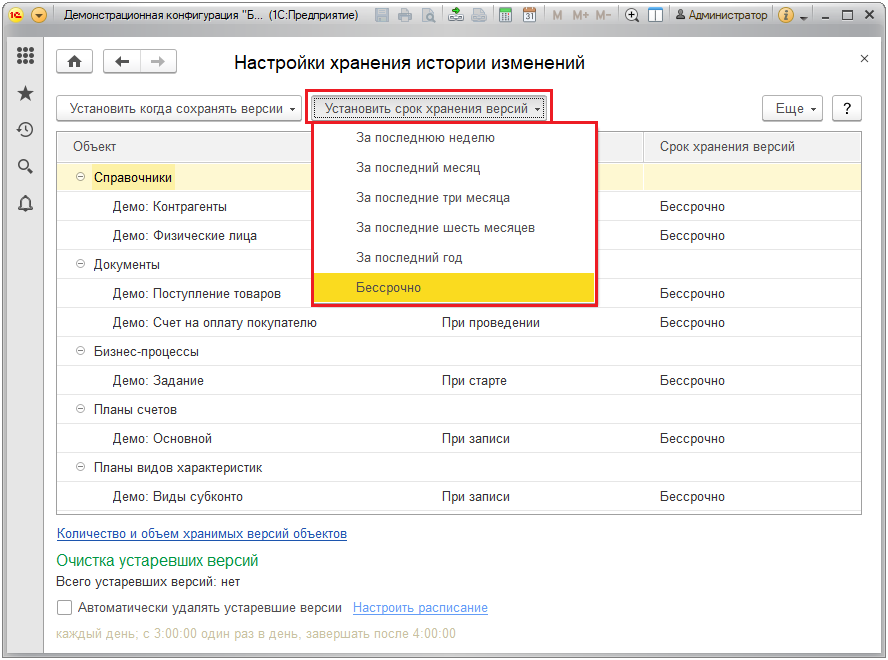 Демонстрационная конфигурация "Б... (1С:Предприятие)
M M+ M-
31
Администратор
Настройки хранения истории изменений
Установить когда сохранять версии
Установить срок хранения версий
Еще
?
Объект
Срок хранения версий
За последнюю неделю
За последний месяц
За последние три месяца
За последние шесть месяцев
За последний год
Бессрочно
Справочники
Демо: Контрагенты Бессрочно
Демо: Физические лица Бессрочно
Документы
Демо: Поступление товаров Бессрочно
Демо: Счет на оплату покупателю При проведении Бессрочно
Бизнес-процессы
Демо: Задание При старте Бессрочно
Планы счетов
Демо: Основной При записи Бессрочно
Планы видов характеристик
Демо: Виды субконто При записи Бессрочно
Количество и объем хранимых версий объектов
Очистка устаревших версий
Всего устаревших версий: нет
Автоматически удалять устаревшие версии Настроить расписание
каждый день; с 3:00:00 один раз в день, завершать после 4:00:00